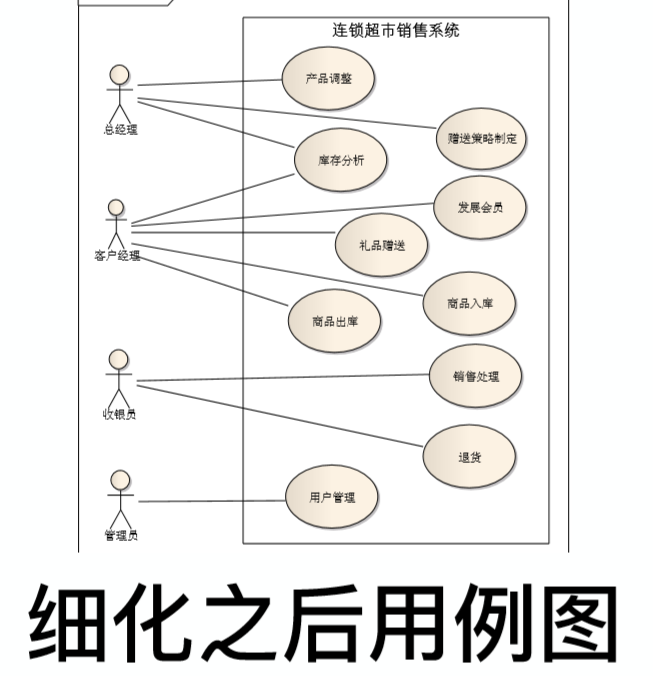 连锁超市销售系统
产品调整
总经理
赠送策略制定
库存分析
发展会员
客户经理
礼品赠送
商品入库
商品出库
销售处理
收银员
退货
用户管理
管理员
细化之后用例图